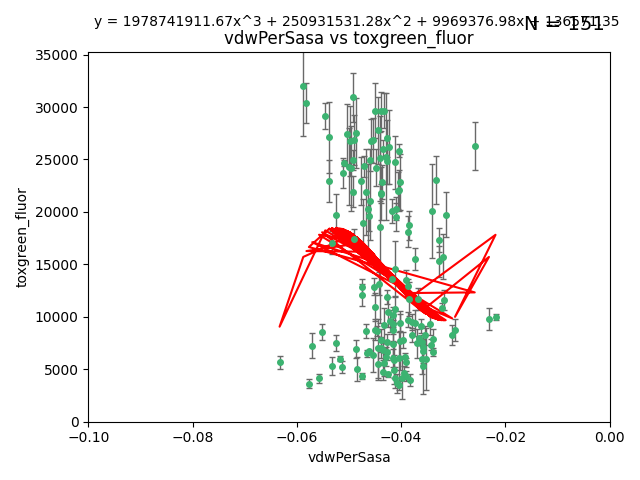 y = 1978741911.67x^3 + 250931531.28x^2 + 9969376.98x + 136571.35
N = 151
vdwPerSasa vs toxgreen_fluor
toxgreen_fluor
35000
30000
25000
20000
15000
10000
5000
0
−0.10
−0.08
−0.06
−0.04
−0.02
0.00
vdwPerSasa